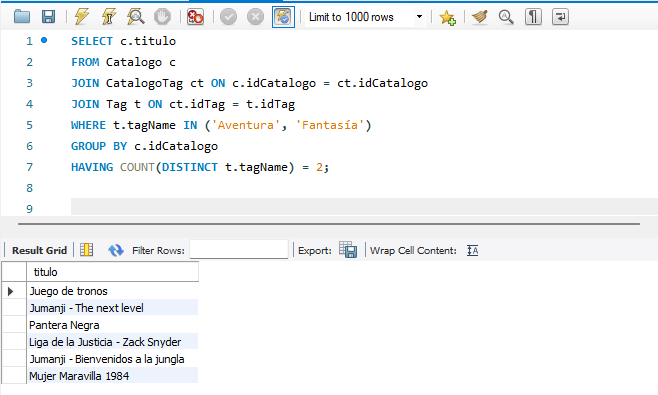 Limit to 1000 rows
1 SELECT c.titulo
2 FROM Catalogo c
3 JOIN CatalogoTag ct ON c.idCatalogo = ct.idCatalogo
4 JOIN Tag t ON ct.idTag = t.idTag
5 WHERE t.tagName IN ('Aventura', 'Fantasía')
6 GROUP BY c.idCatalogo
7 HAVING COUNT(DISTINCT t.tagName) = 2;
8
9
Result Grid Filter Rows: Export: Wrap Cell Content: IA
titulo
Juego de tronos
Jumanji - The next level
Pantera Negra
Liga de la Justicia - Zack Snyder
Jumanji - Bienvenidos a la jungla
Mujer Maravilla 1984